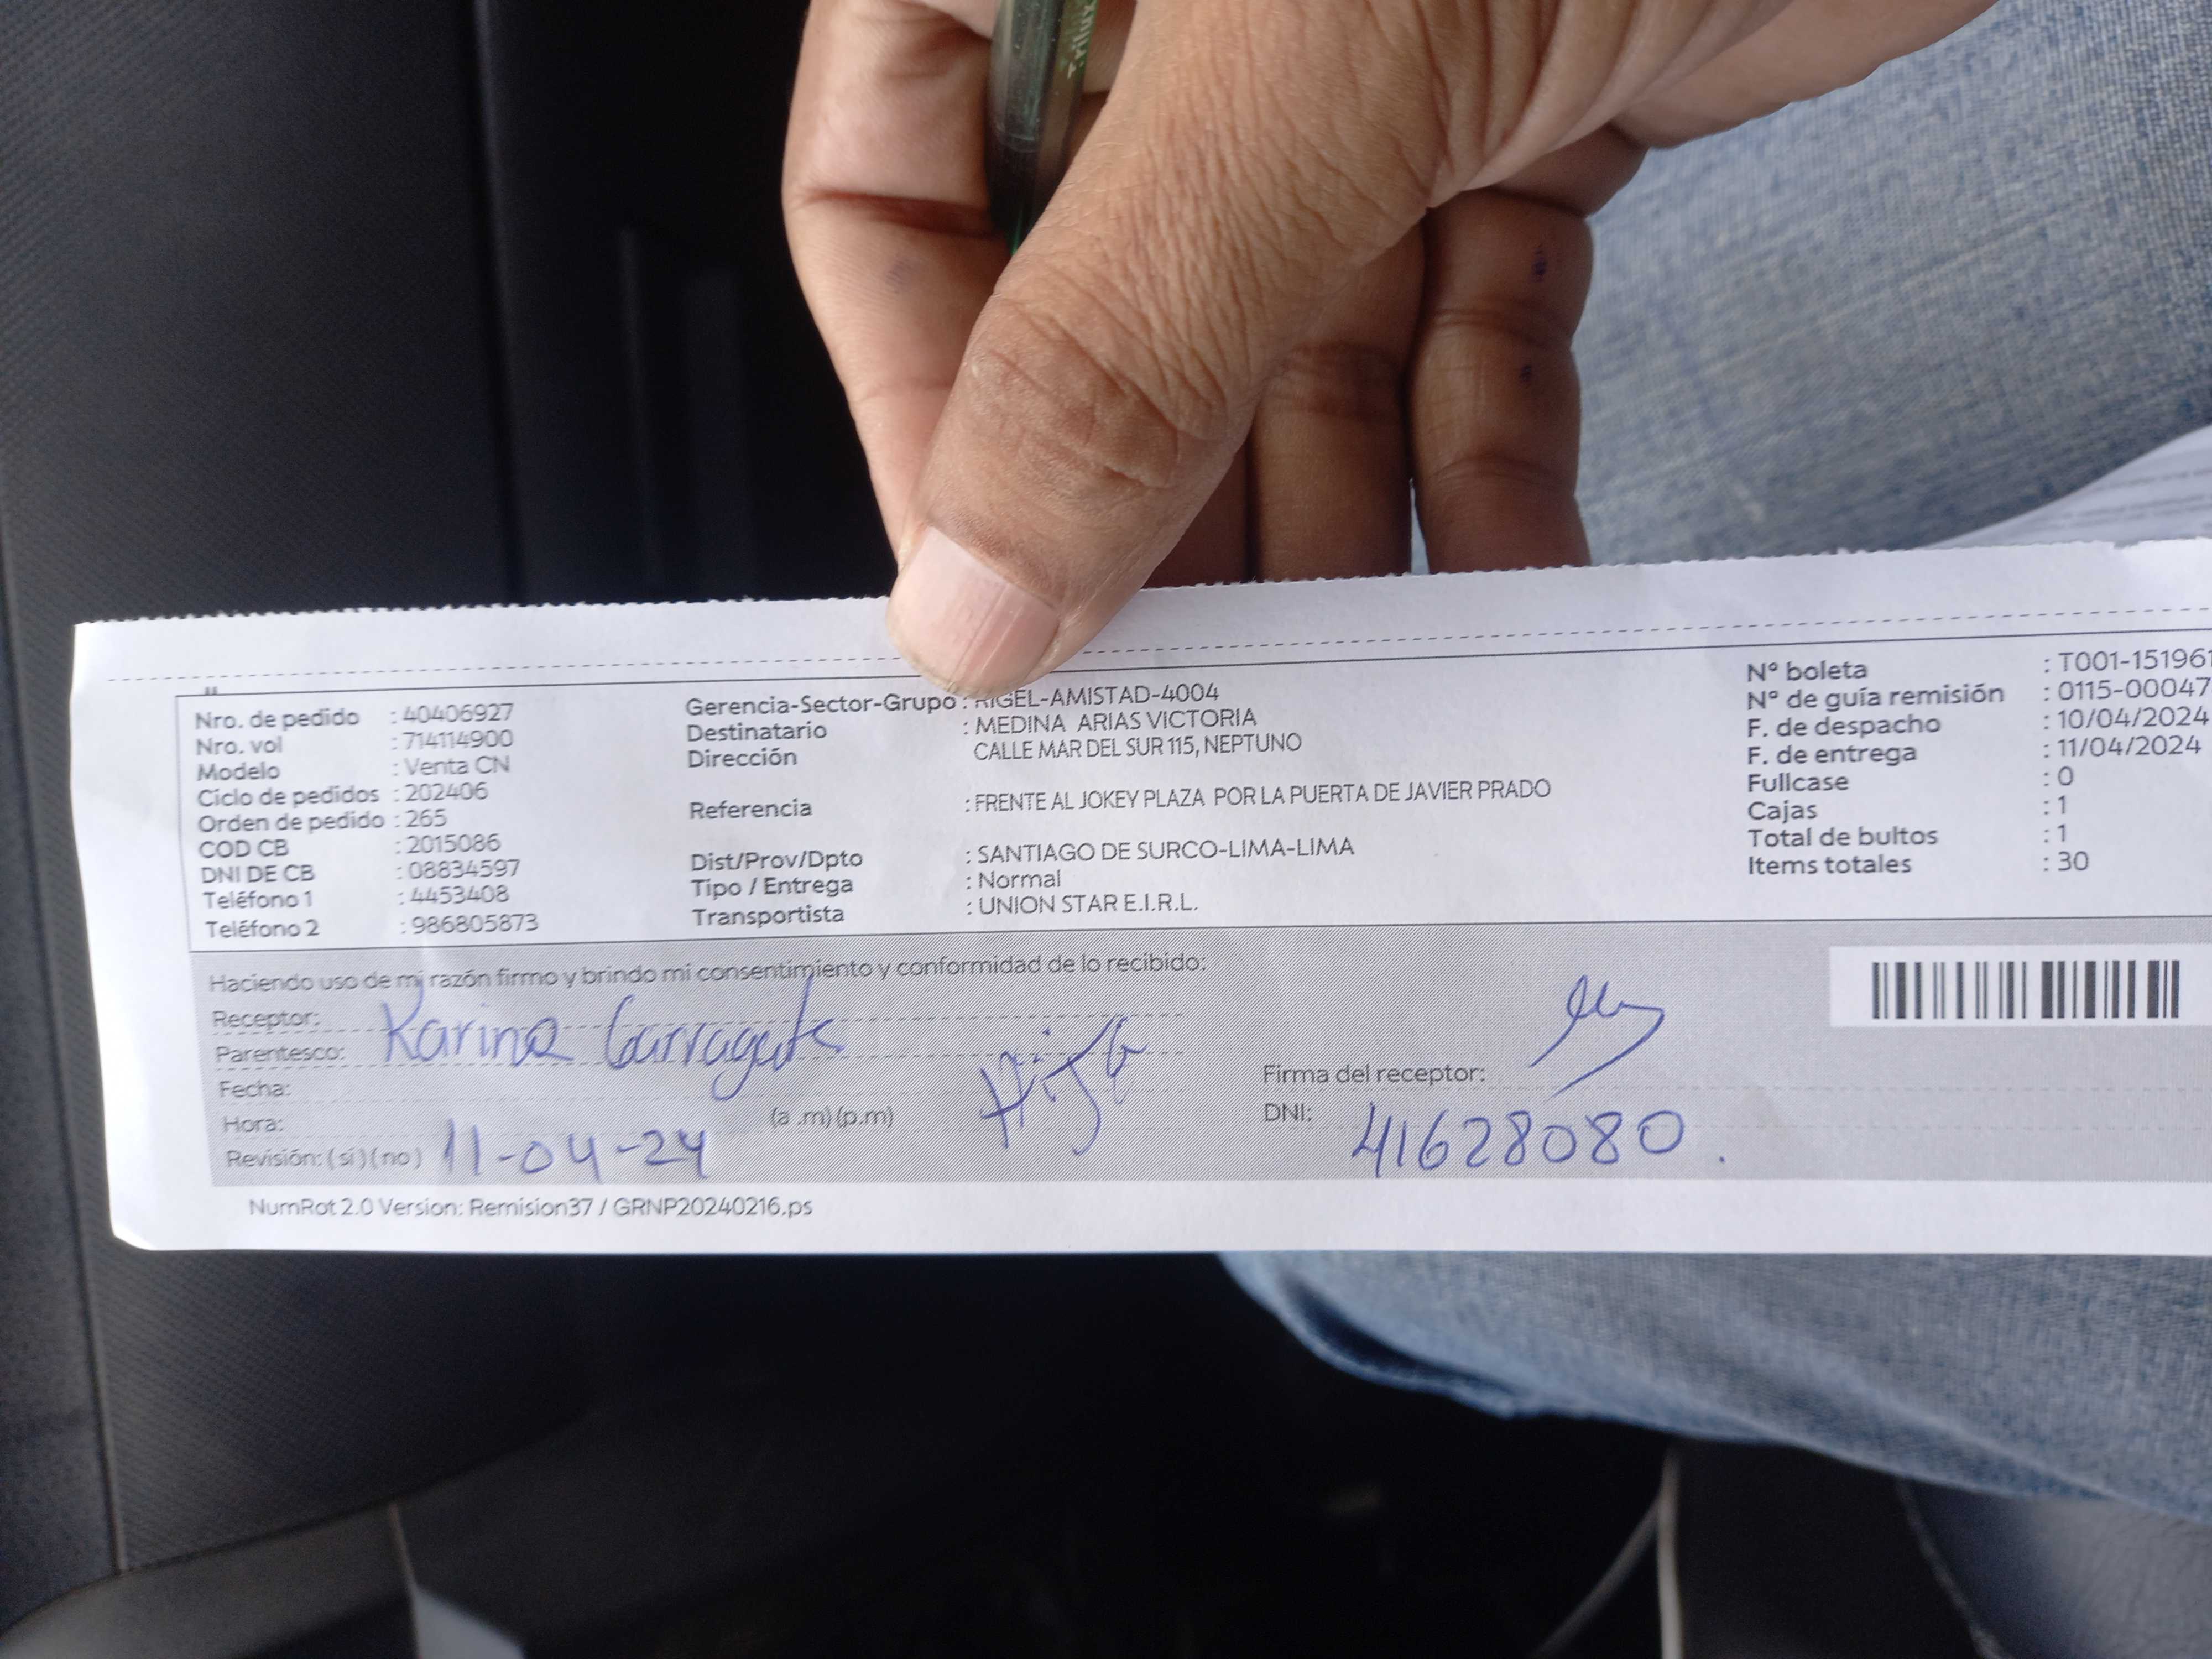 Trilux
Nro. de pedido : 40406927
Nro. vol : 714114900
Modelo : Venta CN
Ciclo de pedidos : 202406
Orden de pedido : 265
COD CB : 2015086
DNI DE CB : 08834597
Teléfono 1 : 4453408
Teléfono 2 : 986805873
Gerencia-Sector-Grupo : RIGEL-AMISTAD-4004
Destinatario : MEDINA ARIAS VICTORIA
Dirección CALLE MAR DEL SUR 115, NEPTUNO
Referencia : FRENTE AL JOKEY PLAZA POR LA PUERTA DE JAVIER PRADO
Dist/Prov/Dpto : SANTIAGO DE SURCO-LIMA-LIMA
Tipo / Entrega : Normal
Transportista : UNION STAR E.I.R.L.
N° boleta : T001-151961
N° de guía remisión : 0115-00047
F. de despacho : 10/04/2024
F. de entrega : 11/04/2024
Fullcase : 0
Cajas : 1
Total de bultos : 1
Items totales : 30
Haciendo uso de mi razón firmo y brindo mi consentimiento y conformidad de lo recibido:
Receptor:
Parentesco: Karina Hija
Fecha:
Hora: (a .m) (p.m)
Revisión: (si) (no) 11-04-24
Firma del receptor:
DNI: 41628080.
NumRot 2.0 Version: Remision37 / GRNP20240216.ps